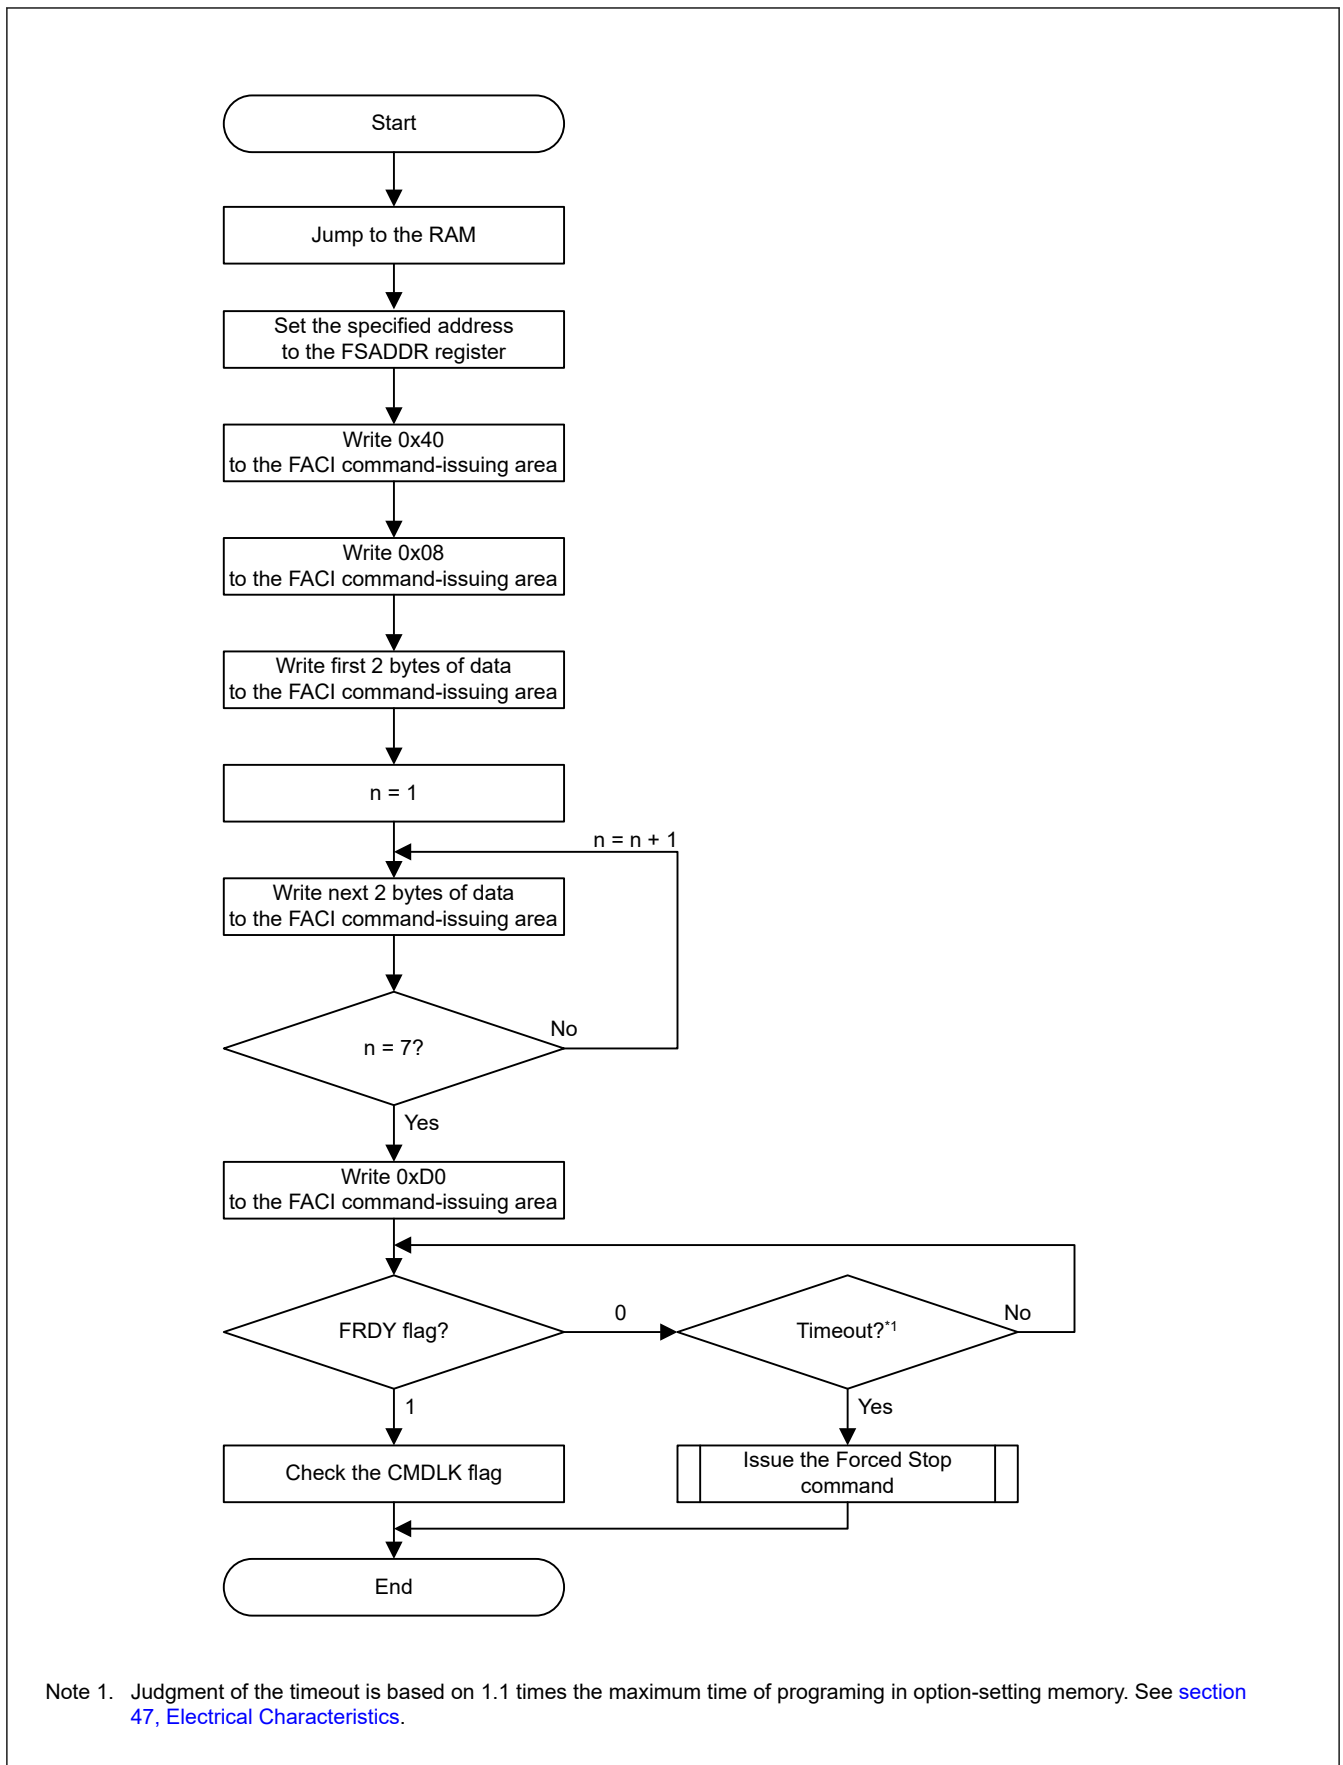 Start
Jump to the RAM
Set the specified address
to the FSADDR register
Write 0x40
to the FACI command-issuing area
Write 0x08
to the FACI command-issuing area
Write first 2 bytes of data
to the FACI command-issuing area
n = 1
n = n + 1
Write next 2 bytes of data
to the FACI command-issuing area
n = 7?
No
Yes
Write 0xD0
to the FACI command-issuing area
FRDY flag?
0
Timeout?*1
No
1
Yes
Check the CMDLK flag
Issue the Forced Stop
command
End
Note 1. Judgment of the timeout is based on 1.1 times the maximum time of programing in option-setting memory. See section
47, Electrical Characteristics.